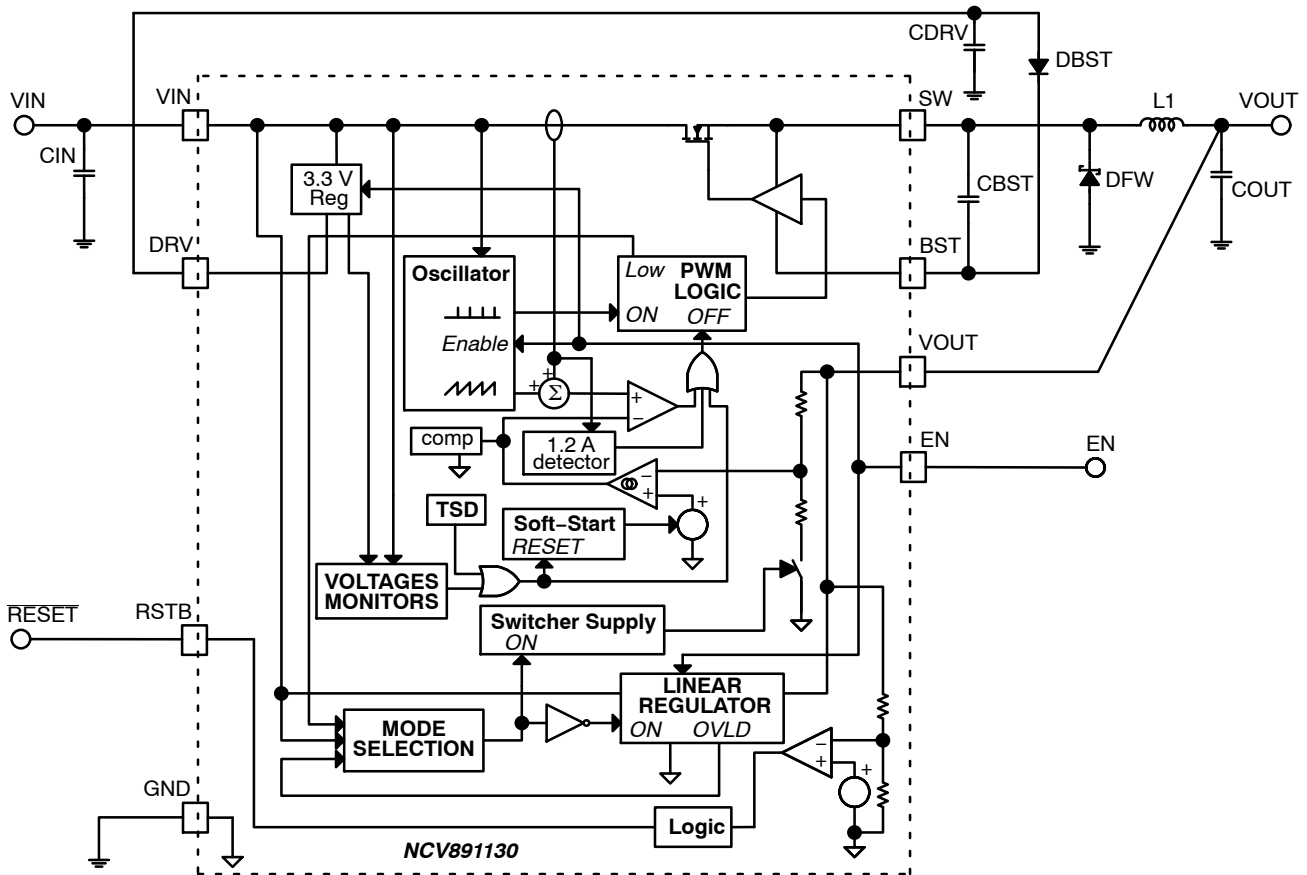 CDRV
DBST
VIN
VIN
SW
L1
VOUT
CIN
3.3 V
Reg
CBST
DFW
COUT
DRV
BST
Oscillator
Low
PWM
LOGIC
ON
OFF
Enable
VOUT
+
+
Σ
+
−
comp
1.2 A
detector
EN
EN
−
+
TSD
+
Soft−Start
RESET
VOLTAGES
MONITORS
RESET
RSTB
Switcher Supply
ON
LINEAR
REGULATOR
ON
OVLD
MODE
SELECTION
−
+
+
GND
Logic
NCV891130